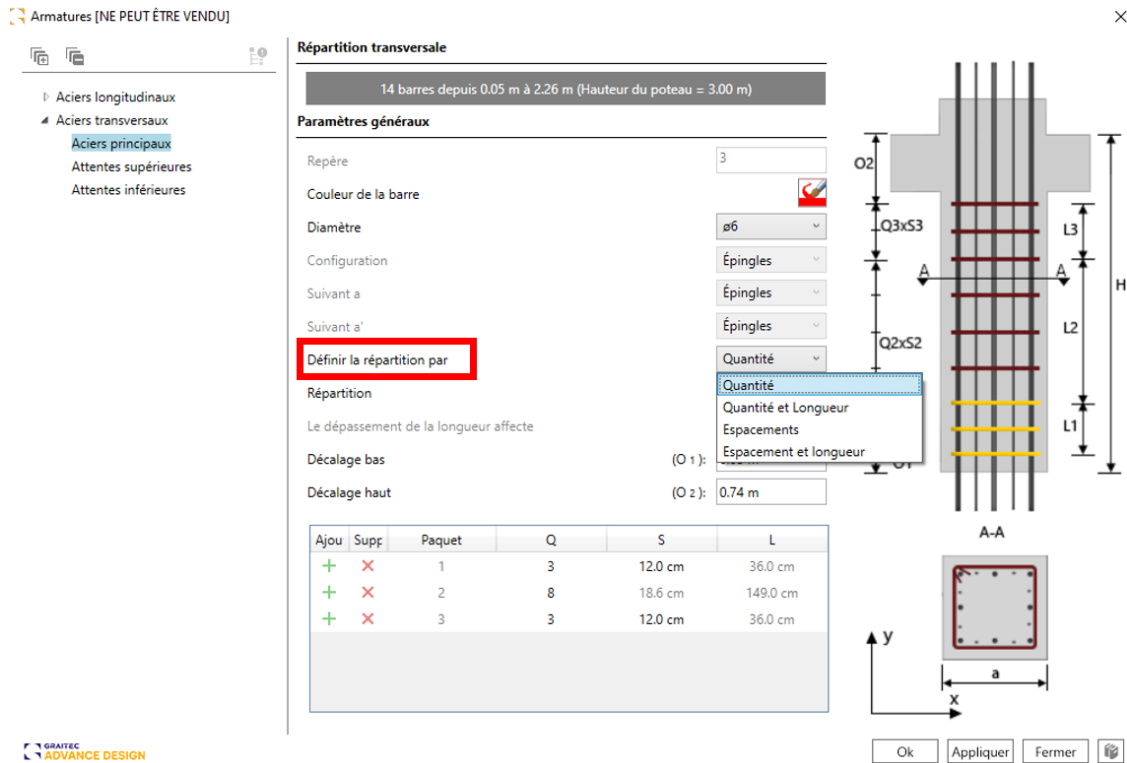 Armatures [NE PEUT ÊTRE VENDU]
Répartition transversale
14 barres depuis 0.05 m à 2.26 m (Hauteur du poteau = 3.00 m)
Aciers longitudinaux
Aciers transversaux
Aciers principaux
Attentes supérieures
Attentes inférieures
Paramètres généraux
Repère 3
Couleur de la barre
Diamètre ø6
Configuration Épingles
Suivant a Épingles
Suivant a' Épingles
Définir la répartition par Quantité
Quantité
Quantité et Longueur
Espacements
Espacement et longueur
Répartition
Le dépassement de la longueur affecte
Décalage bas (O 1 ):
Décalage haut (O 2 ): 0.74 m
Ajou Supp Paquet Q S L
1 3 12.0 cm 36.0 cm
2 8 18.6 cm 149.0 cm
3 3 12.0 cm 36.0 cm
O2
Q3xS3
L3
A A
H
Q2xS2
L2
L1
A-A
y
a
x
GRAITEC
ADVANCE DESIGN
Ok Appliquer Fermer